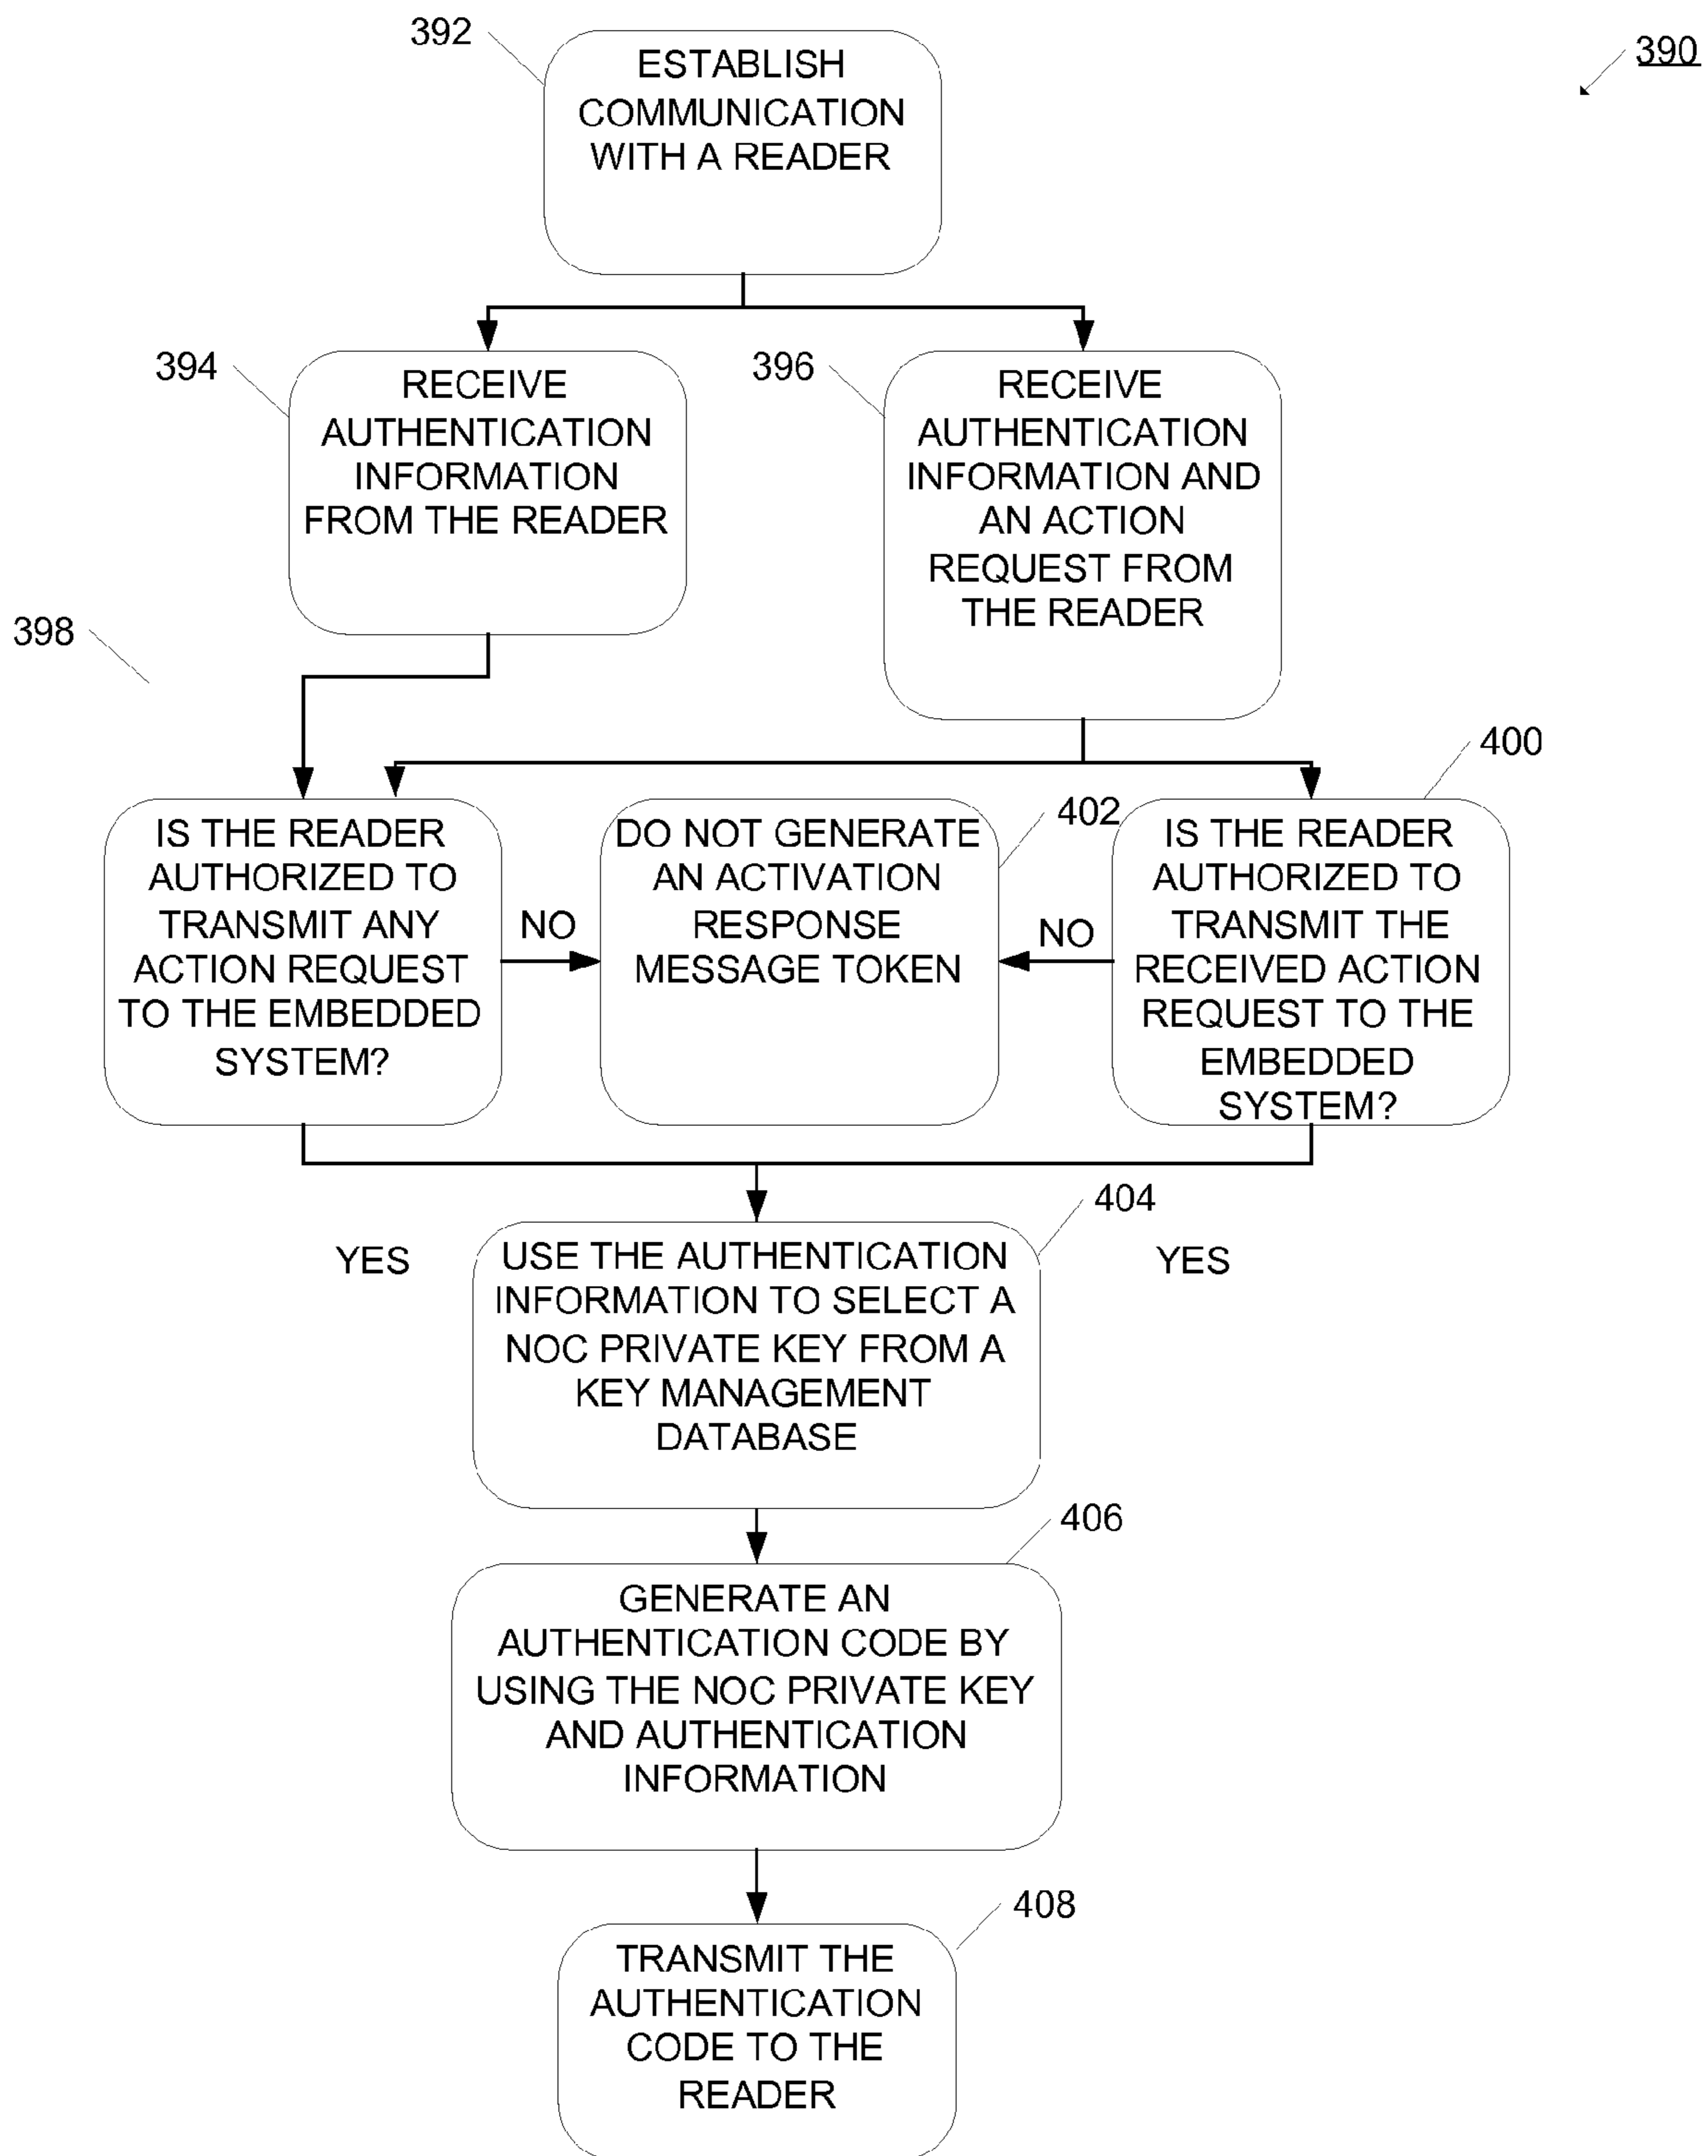 392
390
ESTABLISH
COMMUNICATION
WITH A READER
394
RECEIVE
AUTHENTICATION
INFORMATION
FROM THE READER
396
RECEIVE
AUTHENTICATION
INFORMATION AND
AN ACTION
REQUEST FROM
THE READER
398
IS THE READER
AUTHORIZED TO
TRANSMIT ANY
ACTION REQUEST
TO THE EMBEDDED
SYSTEM?
NO
402
DO NOT GENERATE
AN ACTIVATION
RESPONSE
MESSAGE TOKEN
NO
400
IS THE READER
AUTHORIZED TO
TRANSMIT THE
RECEIVED ACTION
REQUEST TO THE
EMBEDDED
SYSTEM?
YES
404
USE THE AUTHENTICATION
INFORMATION TO SELECT A
NOC PRIVATE KEY FROM A
KEY MANAGEMENT
DATABASE
YES
406
GENERATE AN
AUTHENTICATION CODE BY
USING THE NOC PRIVATE KEY
AND AUTHENTICATION
INFORMATION
408
TRANSMIT THE
AUTHENTICATION
CODE TO THE
READER